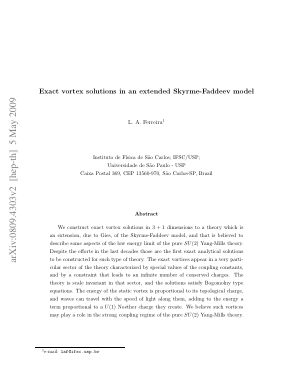 arXiv:0809.4303v2 [hep-th] 5 May 2009
Exact vortex solutions in an extended Skyrme-Faddeev model
L. A. Ferreira1
Instituto de Física de São Carlos, IFSC/USP;
Universidade de São Paulo - USP
Caixa Postal 369, CEP 13560-970, São Carlos-SP, Brazil
Abstract
We construct exact vortex solutions in 3 + 1 dimensions to a theory which is
an extension, due to Gies, of the Skyrme-Faddeev model, and that is believed to
describe some aspects of the low energy limit of the pure SU(2) Yang-Mills theory.
Despite the efforts in the last decades those are the first exact analytical solutions
to be constructed for such type of theory. The exact vortices appear in a very parti-
cular sector of the theory characterized by special values of the coupling constants,
and by a constraint that leads to an infinite number of conserved charges. The
theory is scale invariant in that sector, and the solutions satisfy Bogomolny type
equations. The energy of the static vortex is proportional to its topological charge,
and waves can travel with the speed of light along them, adding to the energy a
term proportional to a U(1) Noether charge they create. We believe such vortices
may play a role in the strong coupling regime of the pure SU(2) Yang-Mills theory.
1e-mail: laf@ifsc.usp.br